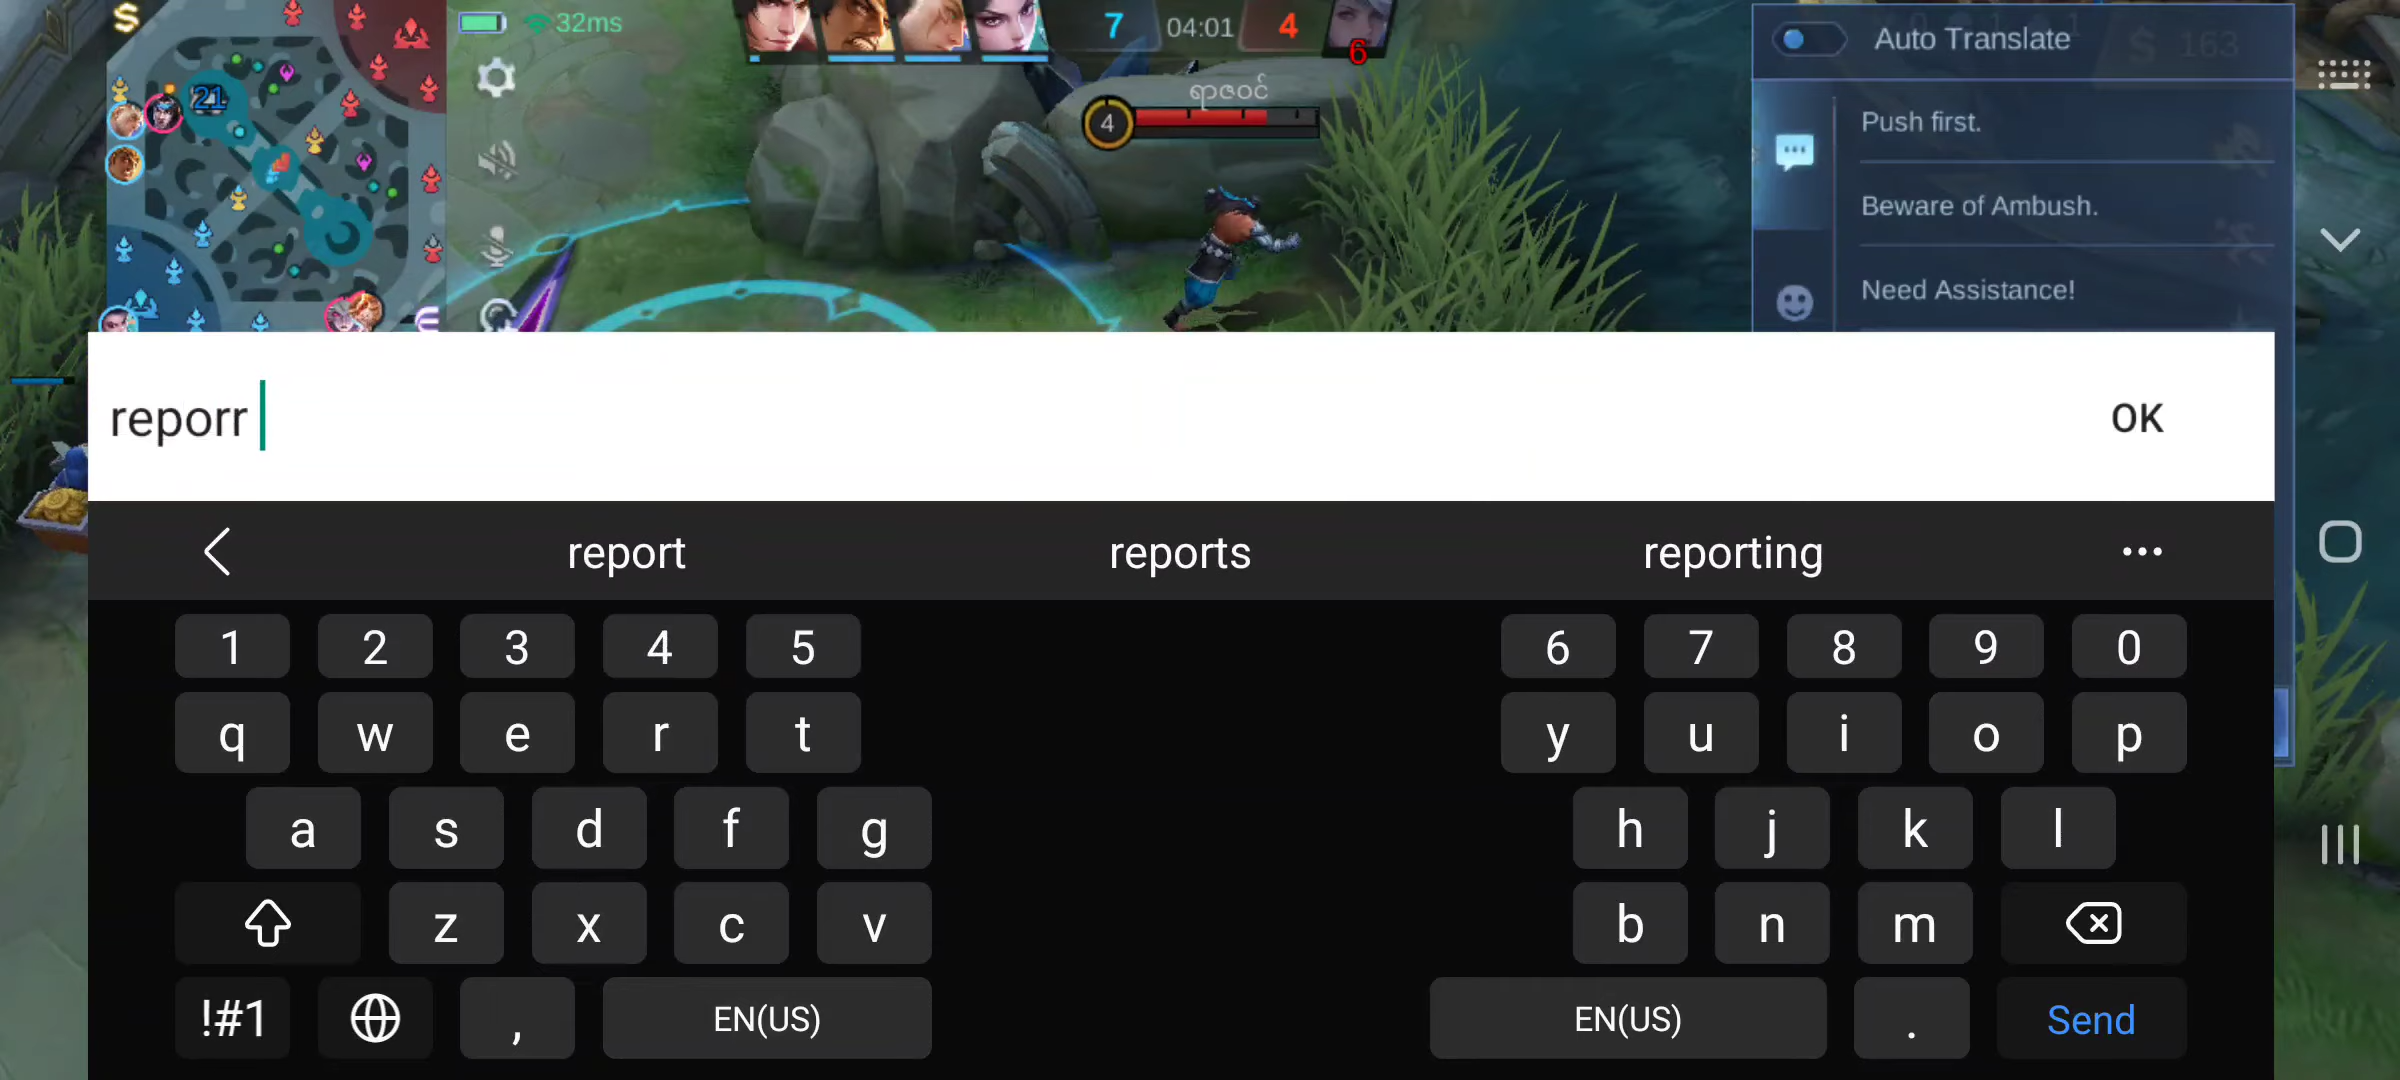 21
32ms
7
04:01
4
6
ရာဇဝင်
4
Auto Translate
163
Push first.
Beware of Ambush.
Need Assistance!
reporr
OK
report reports reporting
1 2 3 4 5 6 7 8 9 0
q w e r t y u i o p
a s d f g h j k l
z x c v b n m
!#1 , EN(US) EN(US) . Send